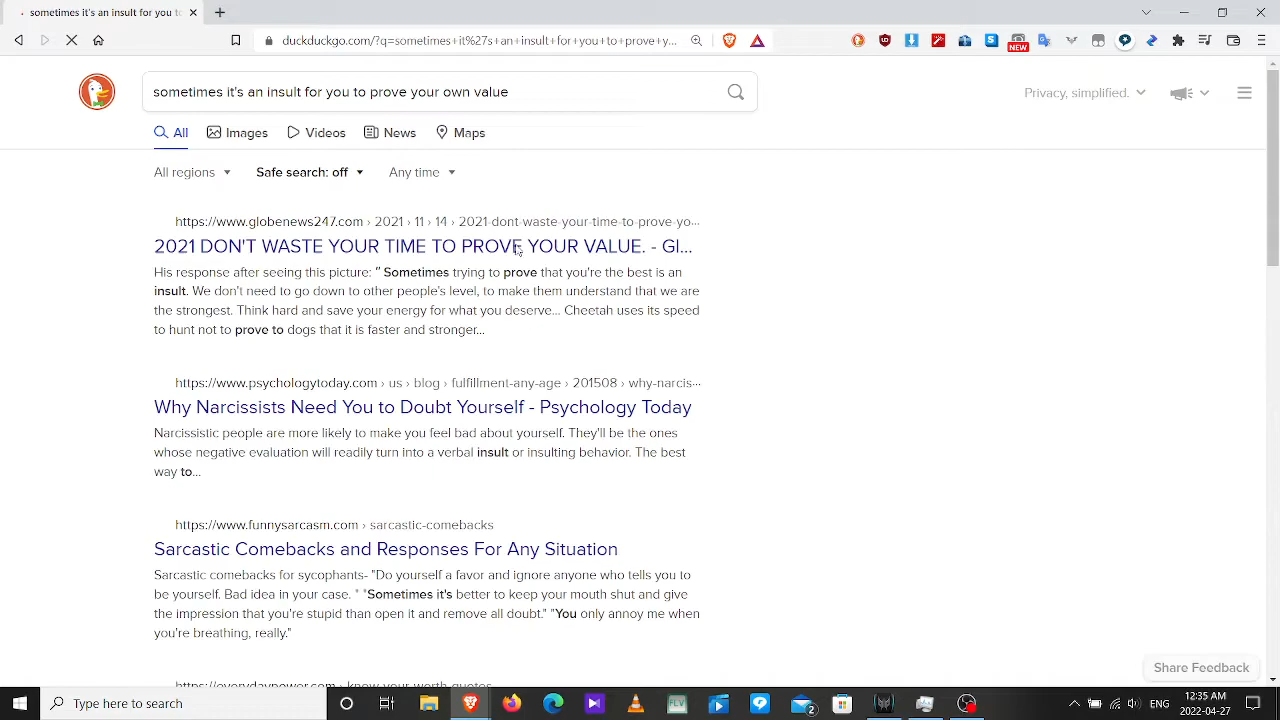 sometimes it's an insult for you to
duckduckgo.com/?q=sometimes+it%27s+an+insult+for+you+to+prove+y...
NEW
sometimes it's an insult for you to prove your own value
Privacy, simplified.
All Images Videos News Maps
All regions Safe search: off Any time
https://www.globenews247.com › 2021 › 11 › 14 › 2021-dont-waste-your-time-to-prove-yo...
2021 DON'T WASTE YOUR TIME TO PROVE YOUR VALUE. - Gl...
His response after seeing this picture: " Sometimes trying to prove that you're the best is an
insult. We don't need to go down to other people's level, to make them understand that we are
the strongest. Think hard and save your energy for what you deserve... Cheetah uses its speed
to hunt not to prove to dogs that it is faster and stronger...
https://www.psychologytoday.com › us › blog › fulfillment-any-age › 201508 › why-narcis...
Why Narcissists Need You to Doubt Yourself - Psychology Today
Narcissistic people are more likely to make you feel bad about yourself. They'll be the ones
whose negative evaluation will readily turn into a verbal insult or insulting behavior. The best
way to...
https://www.funnysarcasm.com › sarcastic-comebacks
Sarcastic Comebacks and Responses For Any Situation
Sarcastic comebacks for sycophants- "Do yourself a favor and ignore anyone who tells you to
be yourself. Bad idea in your case. " "Sometimes it's better to keep your mouth shut and give
the impression that you're stupid than open it and remove all doubt." "You only annoy me when
you're breathing, really."
https://everydaypower.com › know-your-worth-quotes
Share Feedback
Type here to search
FLV
2
ENG
12:35 AM
2022-04-27